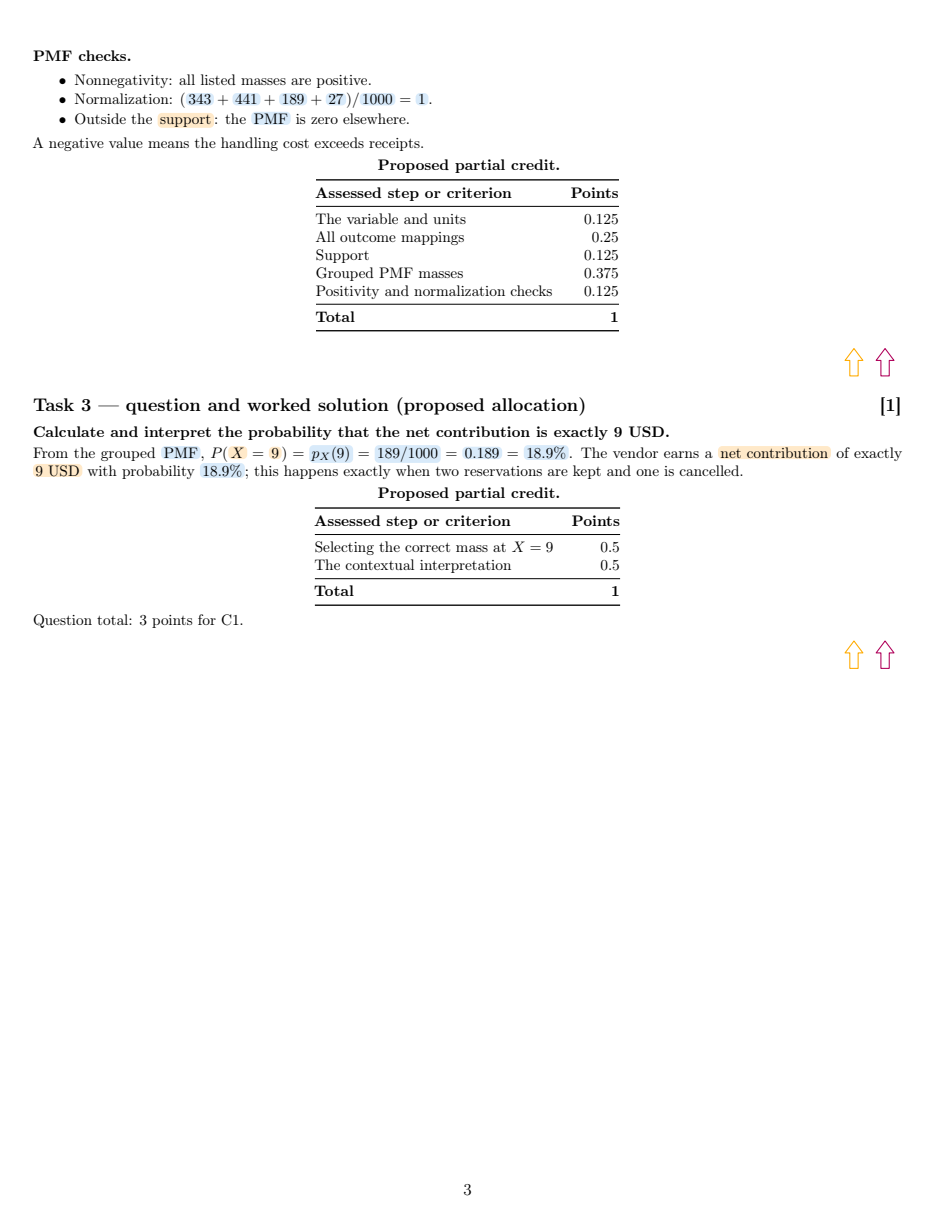 PMF checks.
• Nonnegativity: all listed masses are positive.
• Normalization: (343 + 441 + 189 + 27)/1000 = 1.
• Outside the support: the PMF is zero elsewhere.
A negative value means the handling cost exceeds receipts.
Proposed partial credit.
Assessed step or criterion Points
The variable and units 0.125
All outcome mappings 0.25
Support 0.125
Grouped PMF masses 0.375
Positivity and normalization checks 0.125
Total 1
Task 3 — question and worked solution (proposed allocation) [1]
Calculate and interpret the probability that the net contribution is exactly 9 USD.
From the grouped PMF, P(X = 9) = pX(9) = 189/1000 = 0.189 = 18.9%. The vendor earns a net contribution of exactly
9 USD with probability 18.9%; this happens exactly when two reservations are kept and one is cancelled.
Proposed partial credit.
Assessed step or criterion Points
Selecting the correct mass at X = 9 0.5
The contextual interpretation 0.5
Total 1
Question total: 3 points for C1.
3